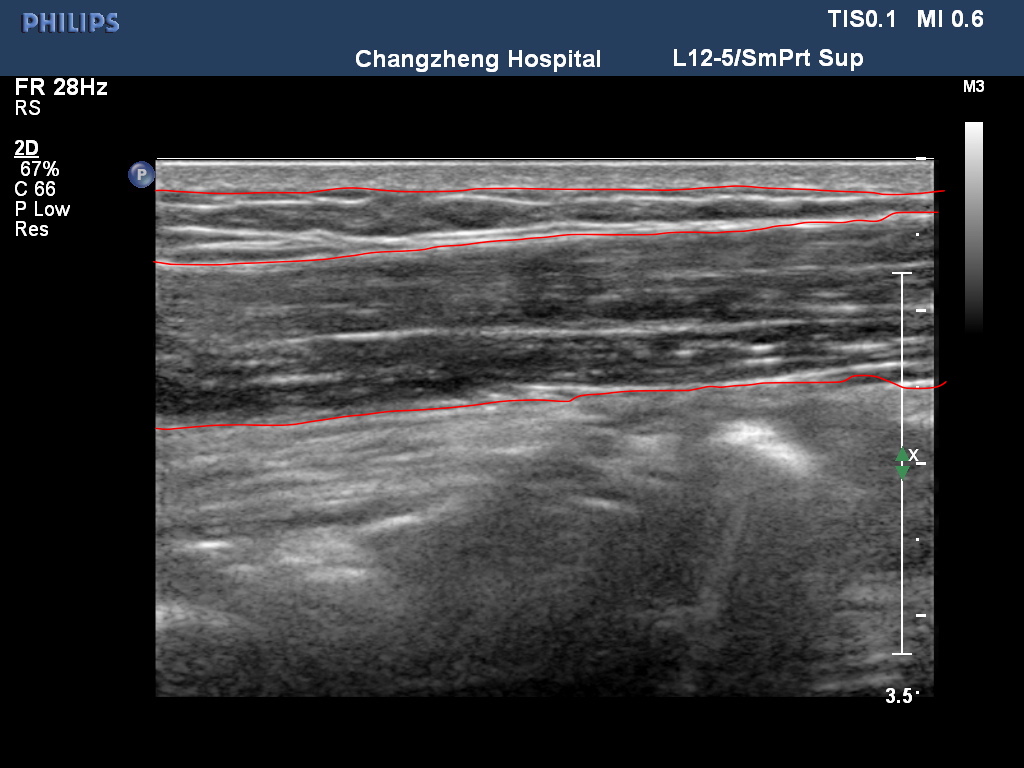 PHILIPS
TIS0.1 MI 0.6
Changzheng Hospital L12-5/SmPrt Sup
FR 28Hz
RS
M3
2D
67%
C 66
P Low
Res
P
X
3.5